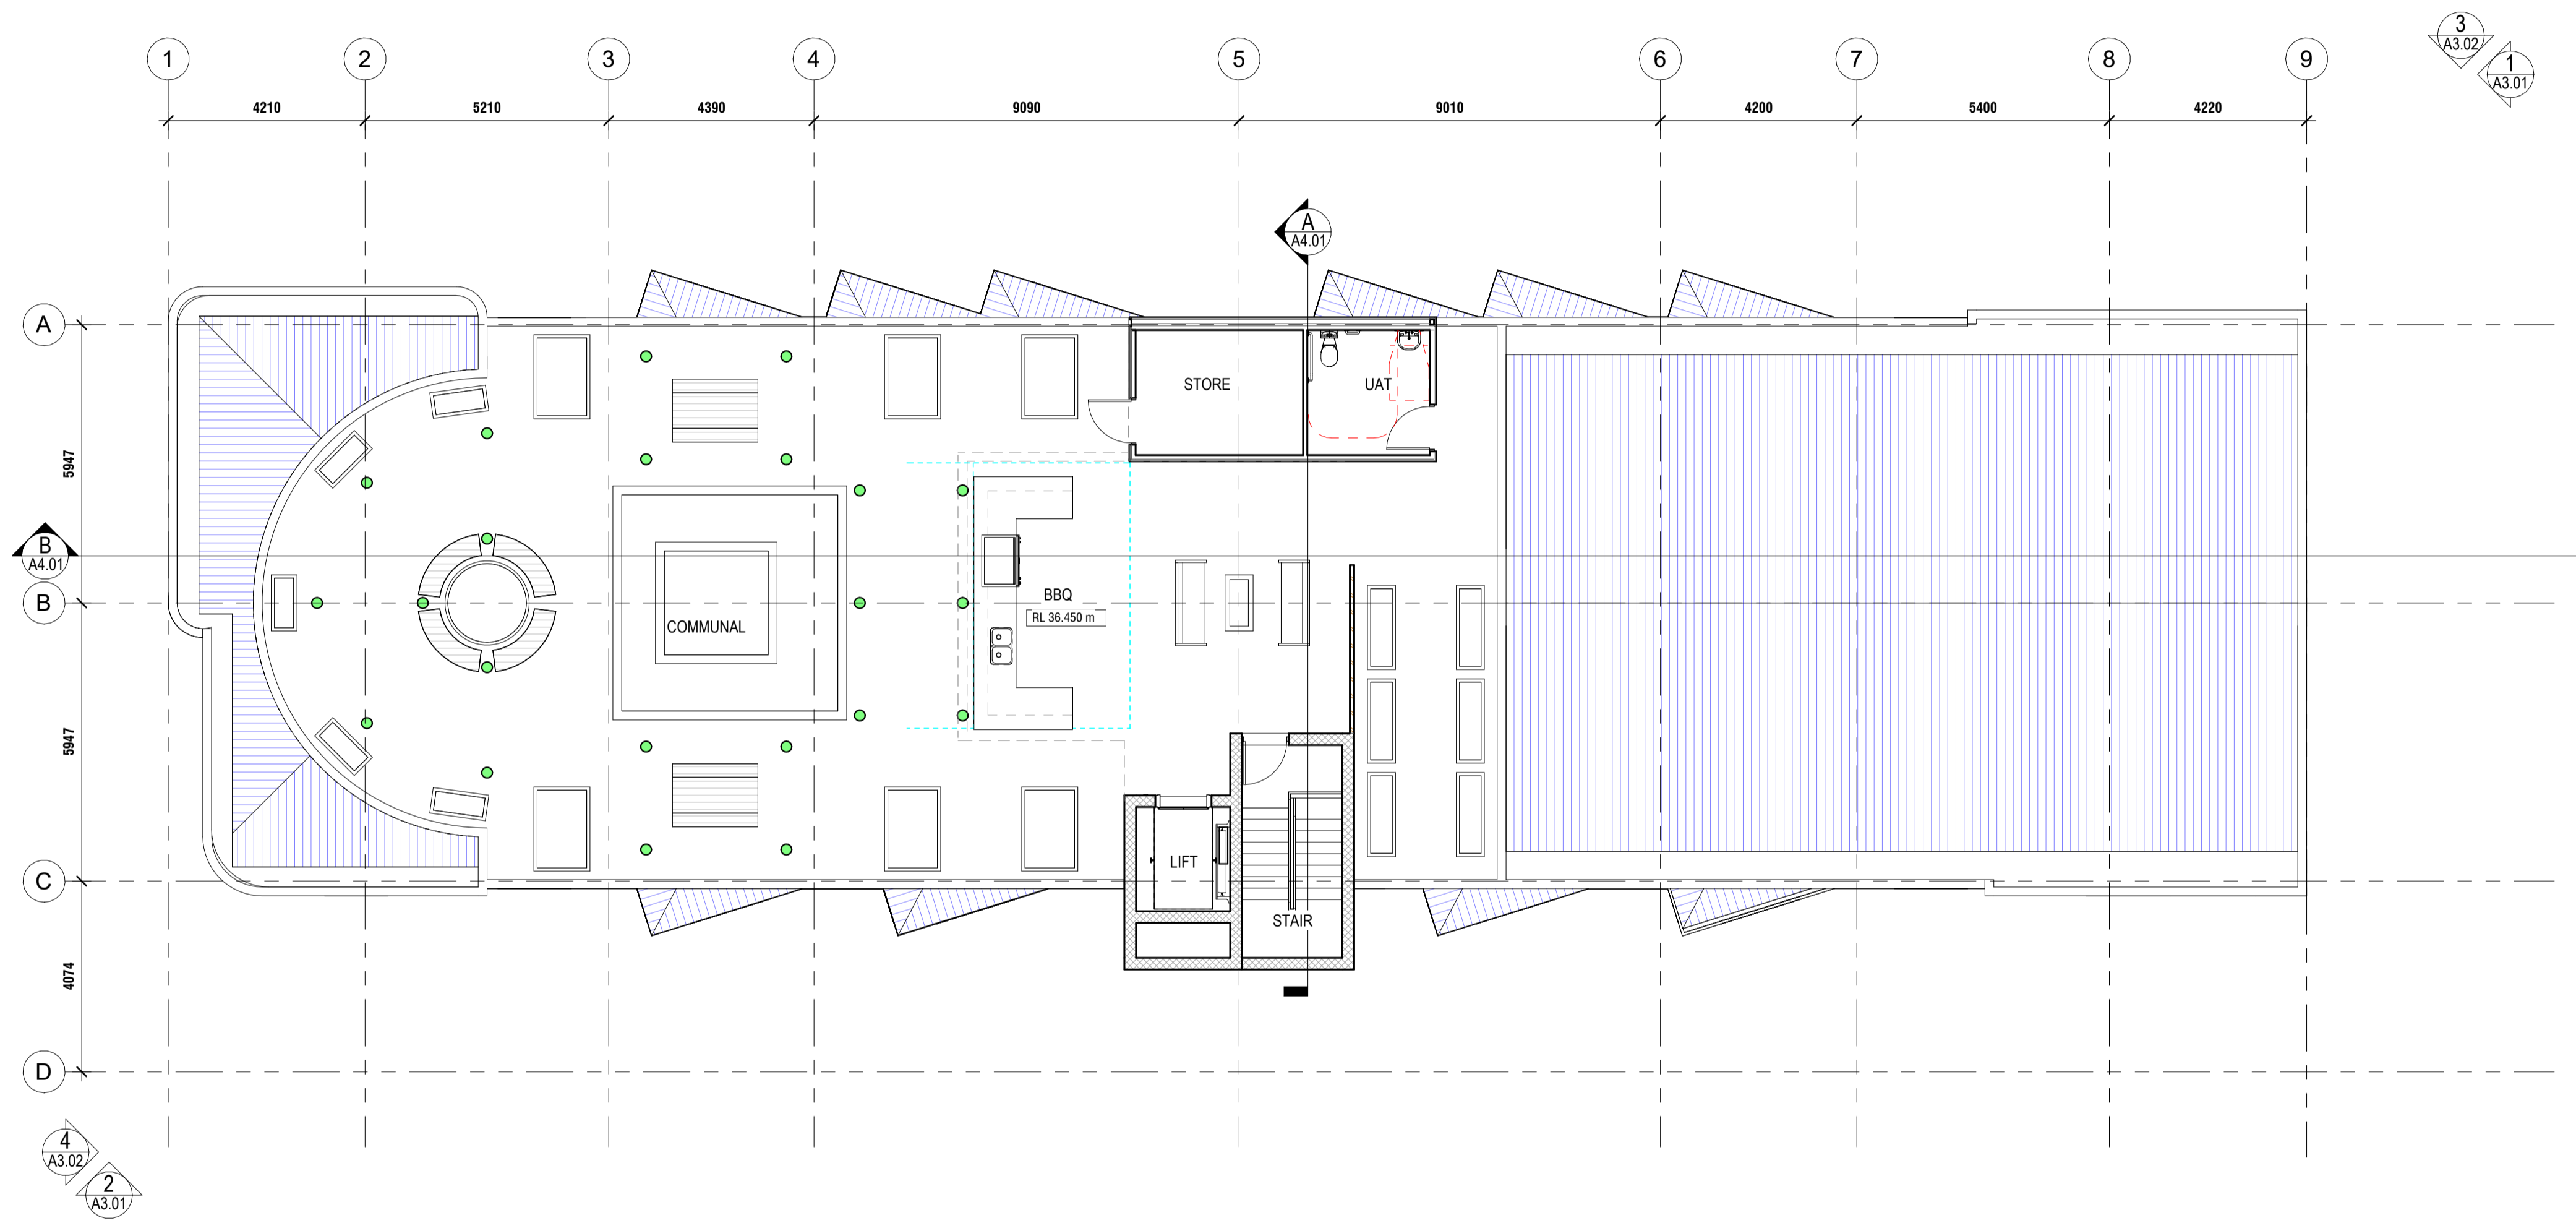 3
A3.02
1
A3.01
1 2 3 4 5 6 7 8 9
4210 5210 4390 9090 9010 4200 5400 4220
A
A4.01
A
STORE UAT
5947
B
A4.01
B
BBQ
RL 36.450 m
COMMUNAL
5947
LIFT
C
STAIR
4074
D
4
A3.02
2
A3.01